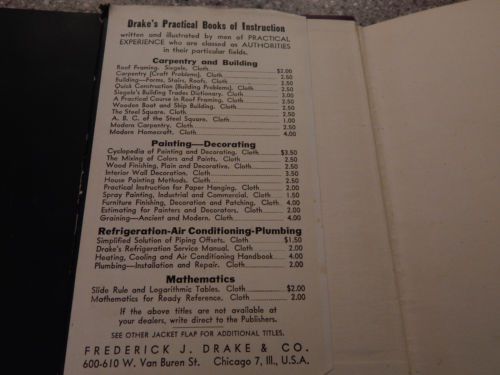 Drake's Practical Books of Instruction
written and illustrated by men of PRACTICAL
EXPERIENCE who are classed as AUTHORITIES
in their particular fields.
Carpentry and Building
Roof Framing. Siegele. Cloth $2.00
Carpentry (Craft Problems). Cloth 2.50
Building—Forms, Stairs, Roofs. Cloth 2.50
Quick Construction (Building Problems). Cloth 2.50
Siegele's Building Trades Dictionary. Cloth 3.00
A Practical Course in Roof Framing. Cloth 2.50
Wooden Boat and Ship Building. Cloth 2.50
The Steel Square. Cloth 2.50
A. B. C. of the Steel Square. Cloth 1.00
Modern Carpentry. Cloth 2.50
Modern Homecraft. Cloth 4.00
Painting—Decorating
Cyclopedia of Painting and Decorating. Cloth $3.50
The Mixing of Colors and Paints. Cloth 2.50
Wood Finishing, Plain and Decorative. Cloth 2.50
Interior Wall Decoration. Cloth 3.50
House Painting Methods. Cloth 2.50
Practical Instruction for Paper Hanging. Cloth 2.00
Spray Painting, Industrial and Commercial. Cloth 1.50
Furniture Finishing, Decoration and Patching. Cloth 4.00
Estimating for Painters and Decorators. Cloth 2.00
Graining—Ancient and Modern. Cloth 4.00
Refrigeration-Air Conditioning-Plumbing
Simplified Solution of Piping Offsets. Cloth $1.50
Drake's Refrigeration Service Manual. Cloth 2.00
Heating, Cooling and Air Conditioning Handbook 4.00
Plumbing—Installation and Repair. Cloth 2.00
Mathematics
Slide Rule and Logarithmic Tables. Cloth $2.00
Mathematics for Ready Reference. Cloth 2.00
If the above titles are not available at
your dealers, write direct to the Publishers.
SEE OTHER JACKET FLAP FOR ADDITIONAL TITLES.
FREDERICK J. DRAKE & CO.
600-610 W. Van Buren St. Chicago 7, Ill., U.S.A.